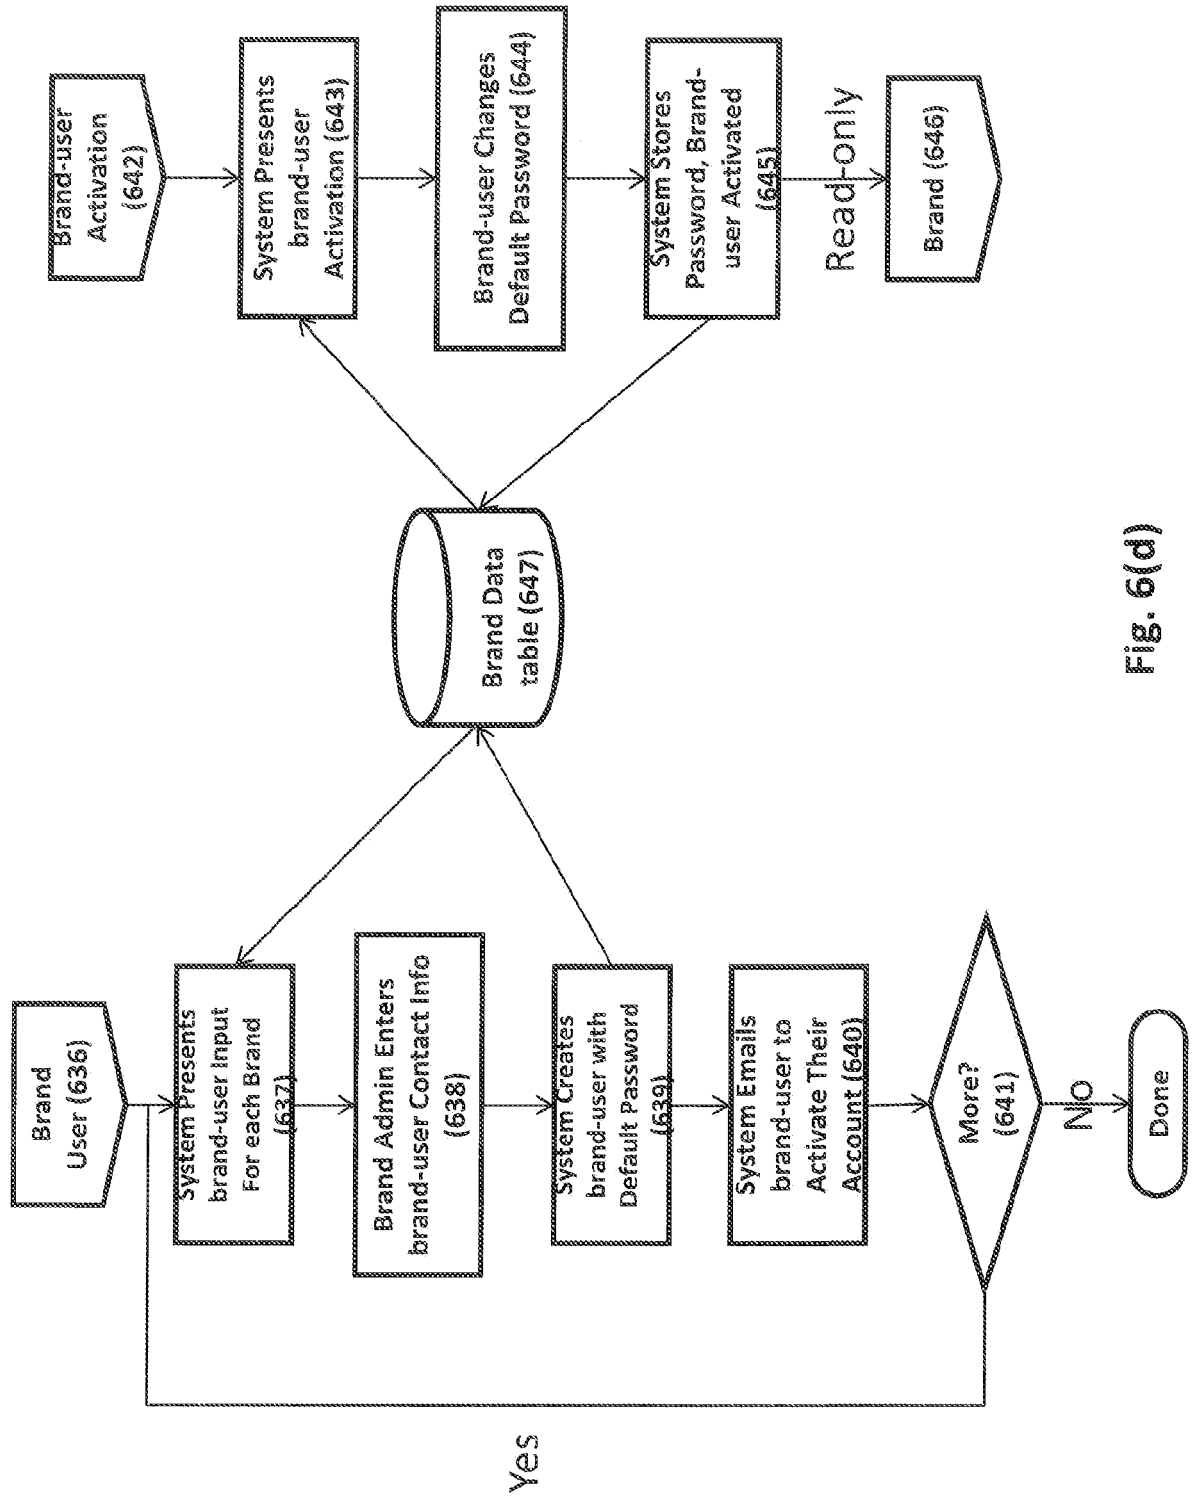 Brand
User (636)
System Presents
brand-user Input
For each Brand
(637)
Brand Admin Enters
brand-user Contact Info
(638)
System Creates
brand-user with
Default Password
(639)
System Emails
brand-user to
Activate Their
Account (640)
More?
(641)
Yes
NO
Done
Brand Data
table (647)
Brand-user
Activation
(642)
System Presents
brand-user
Activation (643)
Brand-user Changes
Default Password (644)
System Stores
Password, Brand-
user Activated
(645)
Read-only
Brand (646)
Fig. 6(d)